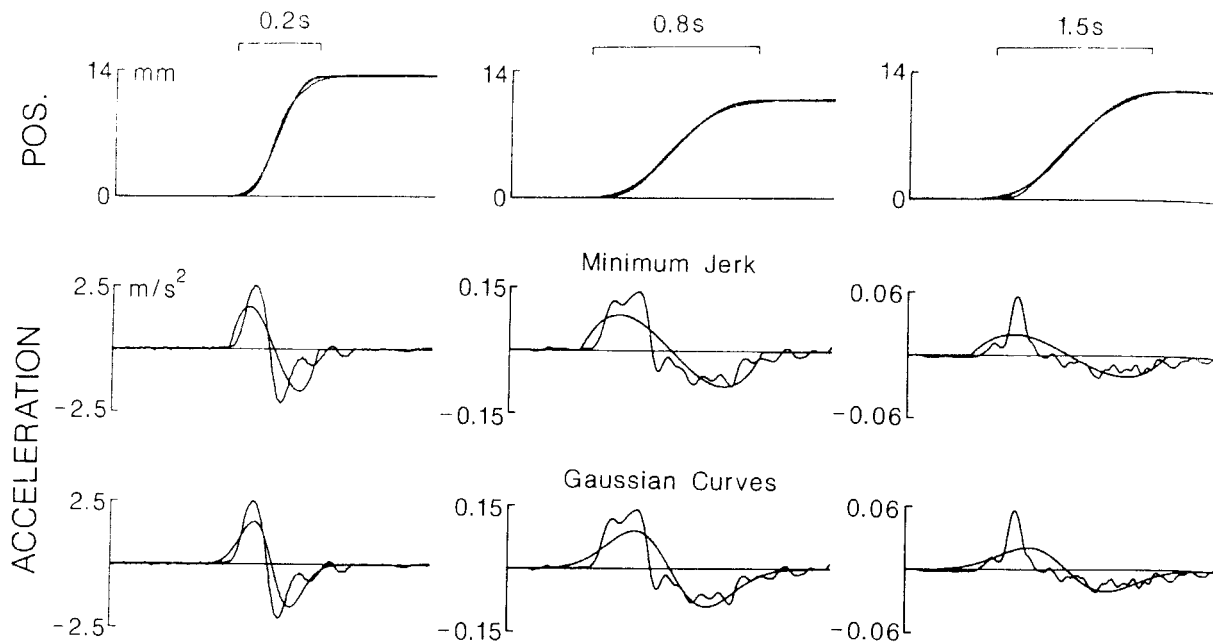 0.2s 0.8s 1.5s
14 mm 14 14
POS.
0 0 0
Minimum Jerk
2.5 m/s² 0.15 0.06
ACCELERATION
-2.5 -0.15 -0.06
Gaussian Curves
2.5 0.15 0.06
-2.5 -0.15 -0.06